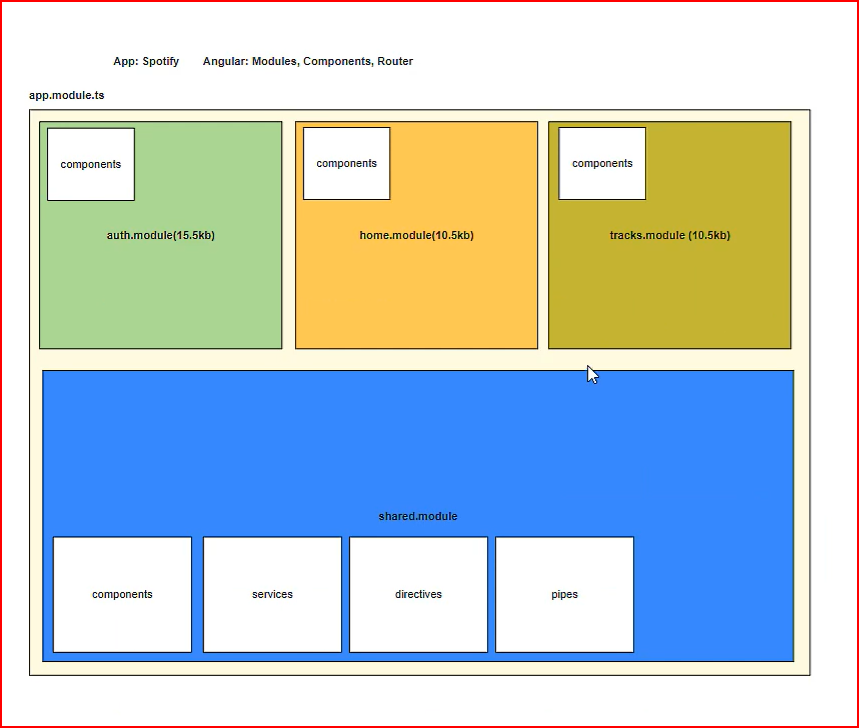 App: Spotify Angular: Modules, Components, Router
app.module.ts
components components components
auth.module(15.5kb) home.module(10.5kb) tracks.module (10.5kb)
shared.module
components services directives pipes